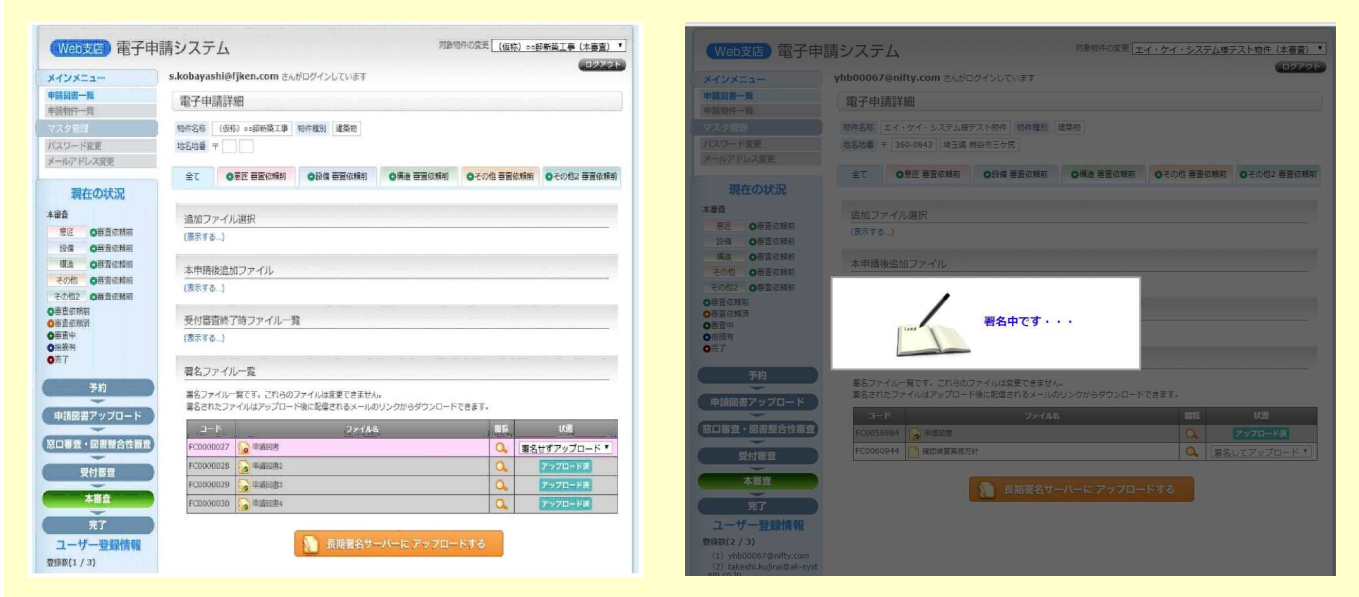 Web支店 電子申請システム
対象物件の変更 (仮称)○○邸新築工事(本審査)
ログアウト
メインメニュー
申請図書一覧
申請物件一覧
マスタ管理
パスワード変更
メールアドレス変更
現在の状況
本審査
意匠 審査依頼前
設備 審査依頼前
構造 審査依頼前
その他 審査依頼前
その他2 審査依頼前
審査依頼前
審査依頼済
審査中
指摘有
完了
予約
申請図書アップロード
窓口審査・図書整合性審査
受付審査
本審査
完了
ユーザー登録情報
登録数(1 / 3)
s.kobayashi@fjken.com さんがログインしています
電子申請詳細
物件名称 (仮称)○○邸新築工事 物件種別 建築物
地名地番 〒
全て 意匠 審査依頼前 設備 審査依頼前 構造 審査依頼前 その他 審査依頼前 その他2 審査依頼前
追加ファイル選択
(表示する...)
本申請後追加ファイル
(表示する...)
受付審査終了時ファイル一覧
(表示する...)
署名ファイル一覧
署名ファイル一覧です。これらのファイルは変更できません。
署名されたファイルはアップロード後に配信されるメールのリンクからダウンロードできます。
コード ファイル名 閲覧 状態
FC0000027 申請図書 署名せずアップロード
FC0000028 申請図書2 アップロード済
FC0000029 申請図書3 アップロード済
FC0000030 申請図書4 アップロード済
長期署名サーバーに アップロードする
Web支店 電子申請システム
対象物件の変更 エイ・ケイ・システム様テスト物件(本審査)
ログアウト
メインメニュー
申請図書一覧
申請物件一覧
マスタ管理
パスワード変更
メールアドレス変更
現在の状況
本審査
意匠 審査依頼前
設備 審査依頼前
構造 審査依頼前
その他 審査依頼前
その他2 審査依頼前
審査依頼前
審査依頼済
審査中
指摘有
完了
予約
申請図書アップロード
窓口審査・図書整合性審査
受付審査
本審査
完了
ユーザー登録情報
登録数(2 / 3)
(1) yhb00067@nifty.com
(2) takeshi.kujirai@ak-syst
em.co.jp
yhb00067@nifty.com さんがログインしています
電子申請詳細
物件名称 エイ・ケイ・システム様テスト物件 物件種別 建築物
地名地番 〒 360-0843 埼玉県 熊谷市三ケ尻
全て 意匠 審査依頼前 設備 審査依頼前 構造 審査依頼前 その他 審査依頼前 その他2 審査依頼前
追加ファイル選択
(表示する...)
本申請後追加ファイル
署名中です・・・
署名ファイル一覧です。これらのファイルは変更できません。
署名されたファイルはアップロード後に配信されるメールのリンクからダウンロードできます。
コード ファイル名 閲覧 状態
FC0056984 申請図書 アップロード済
FC0060944 確認検査業務方針 署名してアップロード
長期署名サーバーに アップロードする